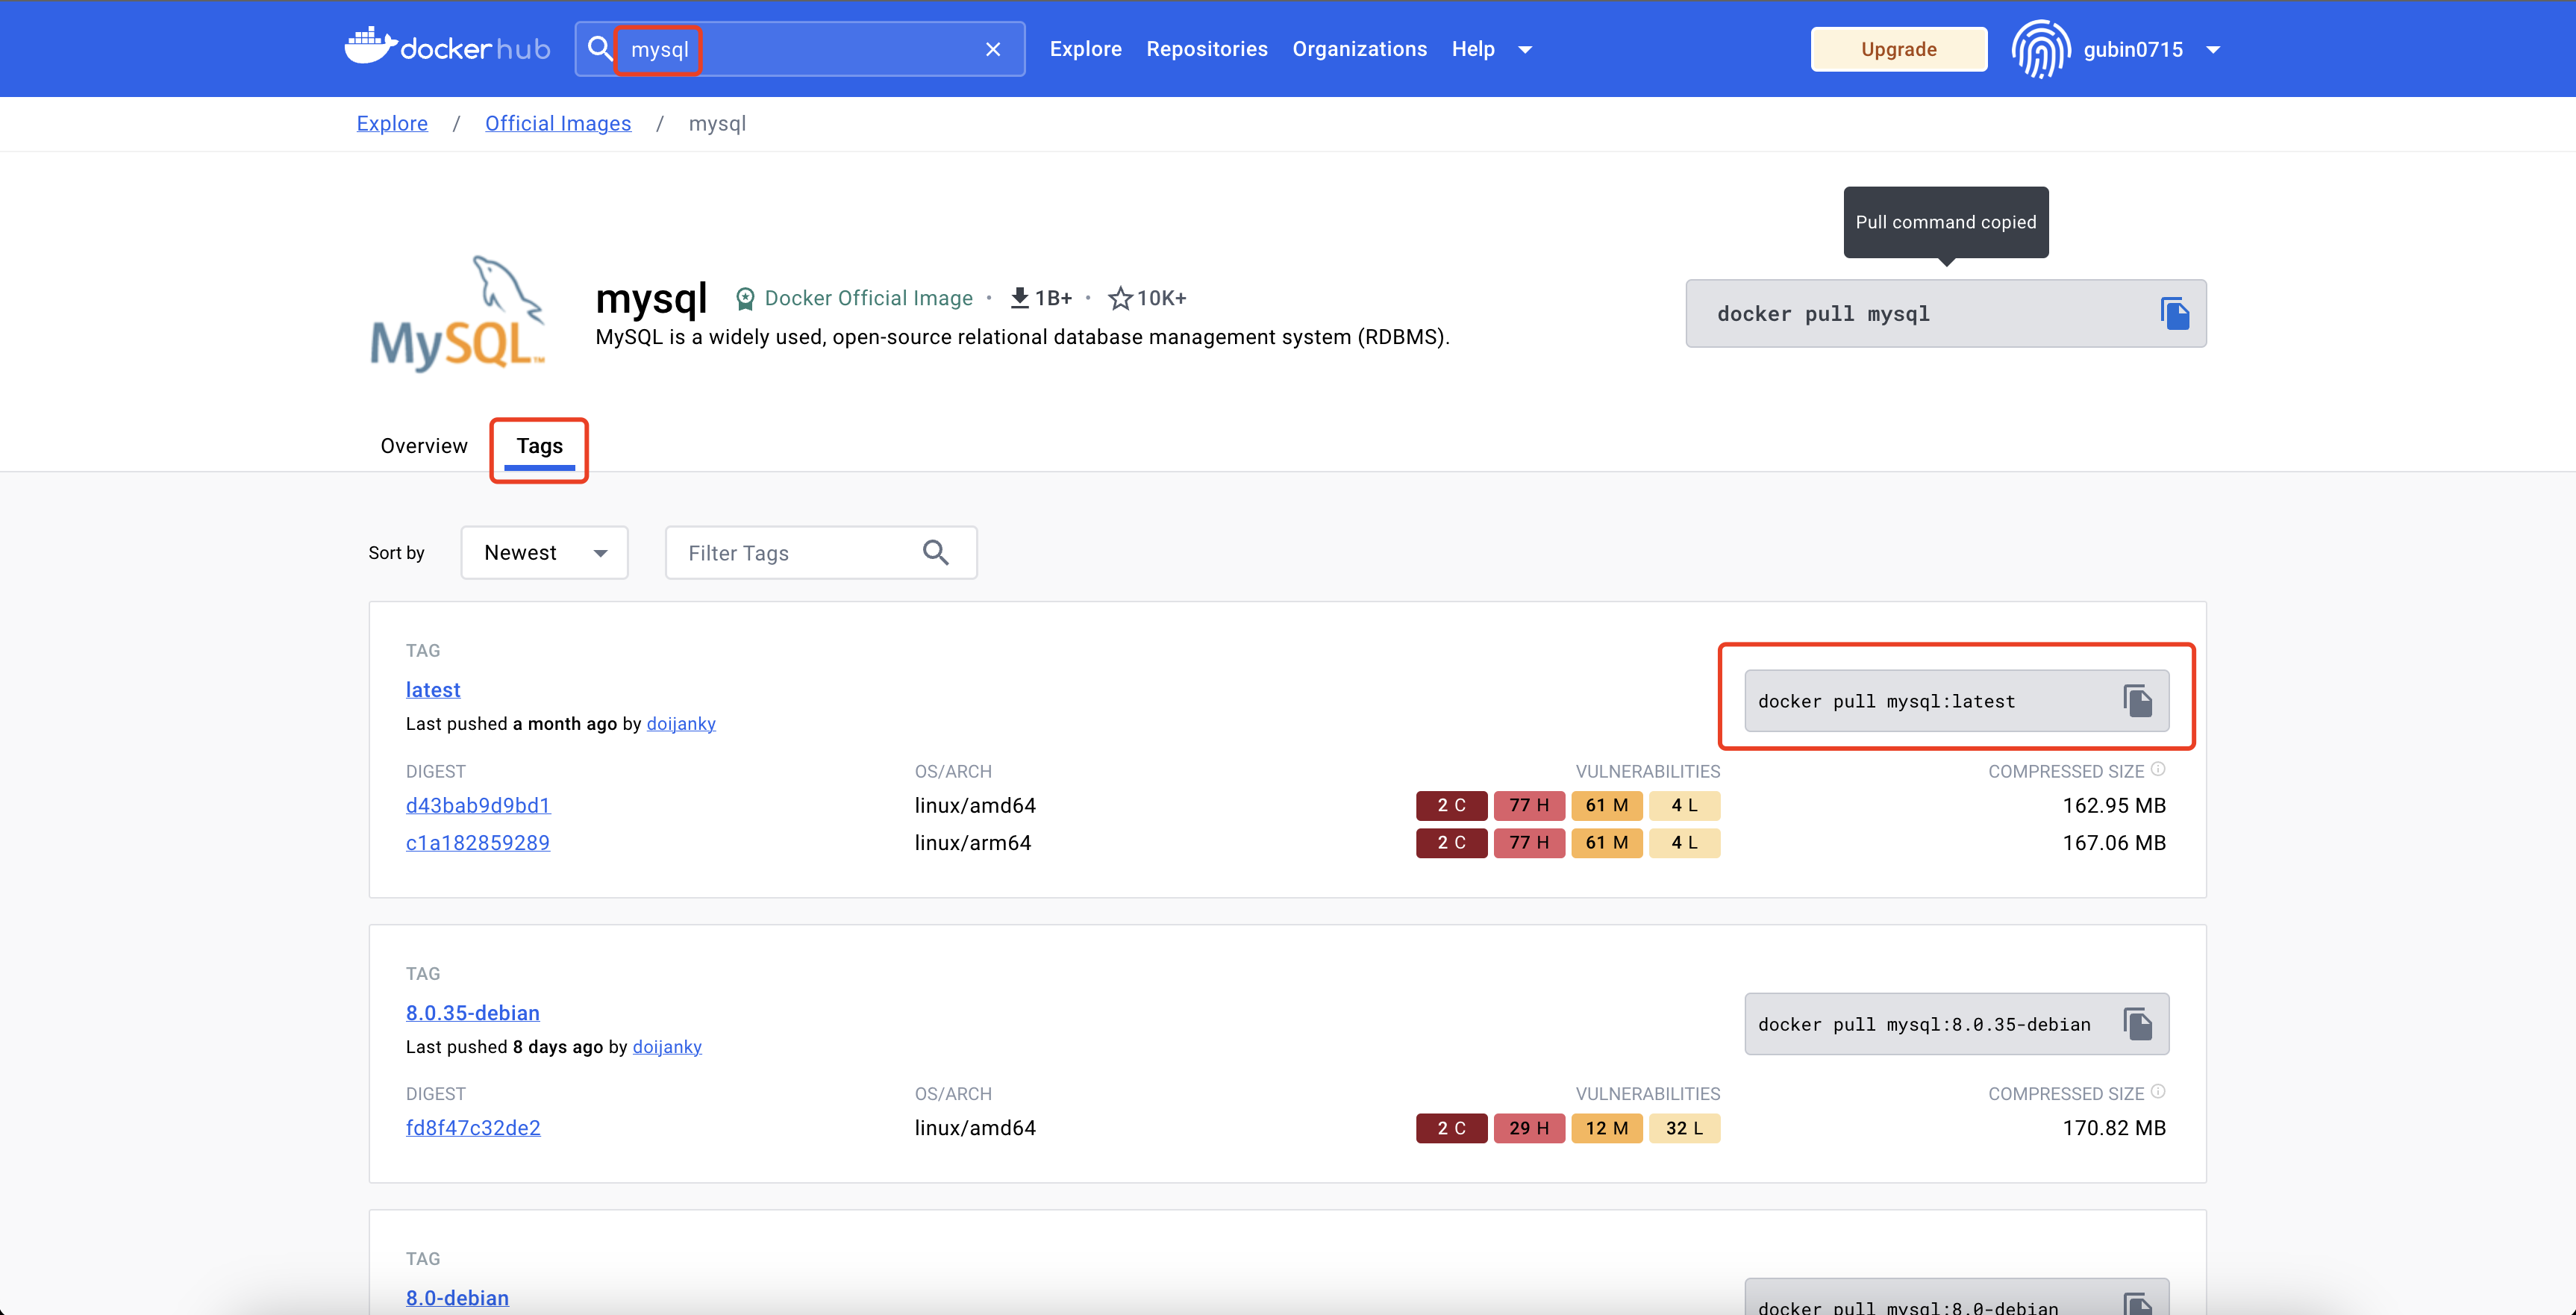 dockerhub mysql Explore Repositories Organizations Help Upgrade gubin0715
Explore / Official Images / mysql
Pull command copied
MySQL™
mysql Docker Official Image · 1B+ · 10K+
docker pull mysql
MySQL is a widely used, open-source relational database management system (RDBMS).
Overview Tags
Sort by Newest Filter Tags
TAG
latest
docker pull mysql:latest
Last pushed a month ago by doijanky
DIGEST OS/ARCH VULNERABILITIES COMPRESSED SIZE
d43bab9d9bd1 linux/amd64 2 C 77 H 61 M 4 L 162.95 MB
c1a182859289 linux/arm64 2 C 77 H 61 M 4 L 167.06 MB
TAG
8.0.35-debian
docker pull mysql:8.0.35-debian
Last pushed 8 days ago by doijanky
DIGEST OS/ARCH VULNERABILITIES COMPRESSED SIZE
fd8f47c32de2 linux/amd64 2 C 29 H 12 M 32 L 170.82 MB
TAG
8.0-debian
docker pull mysql:8.0-debian